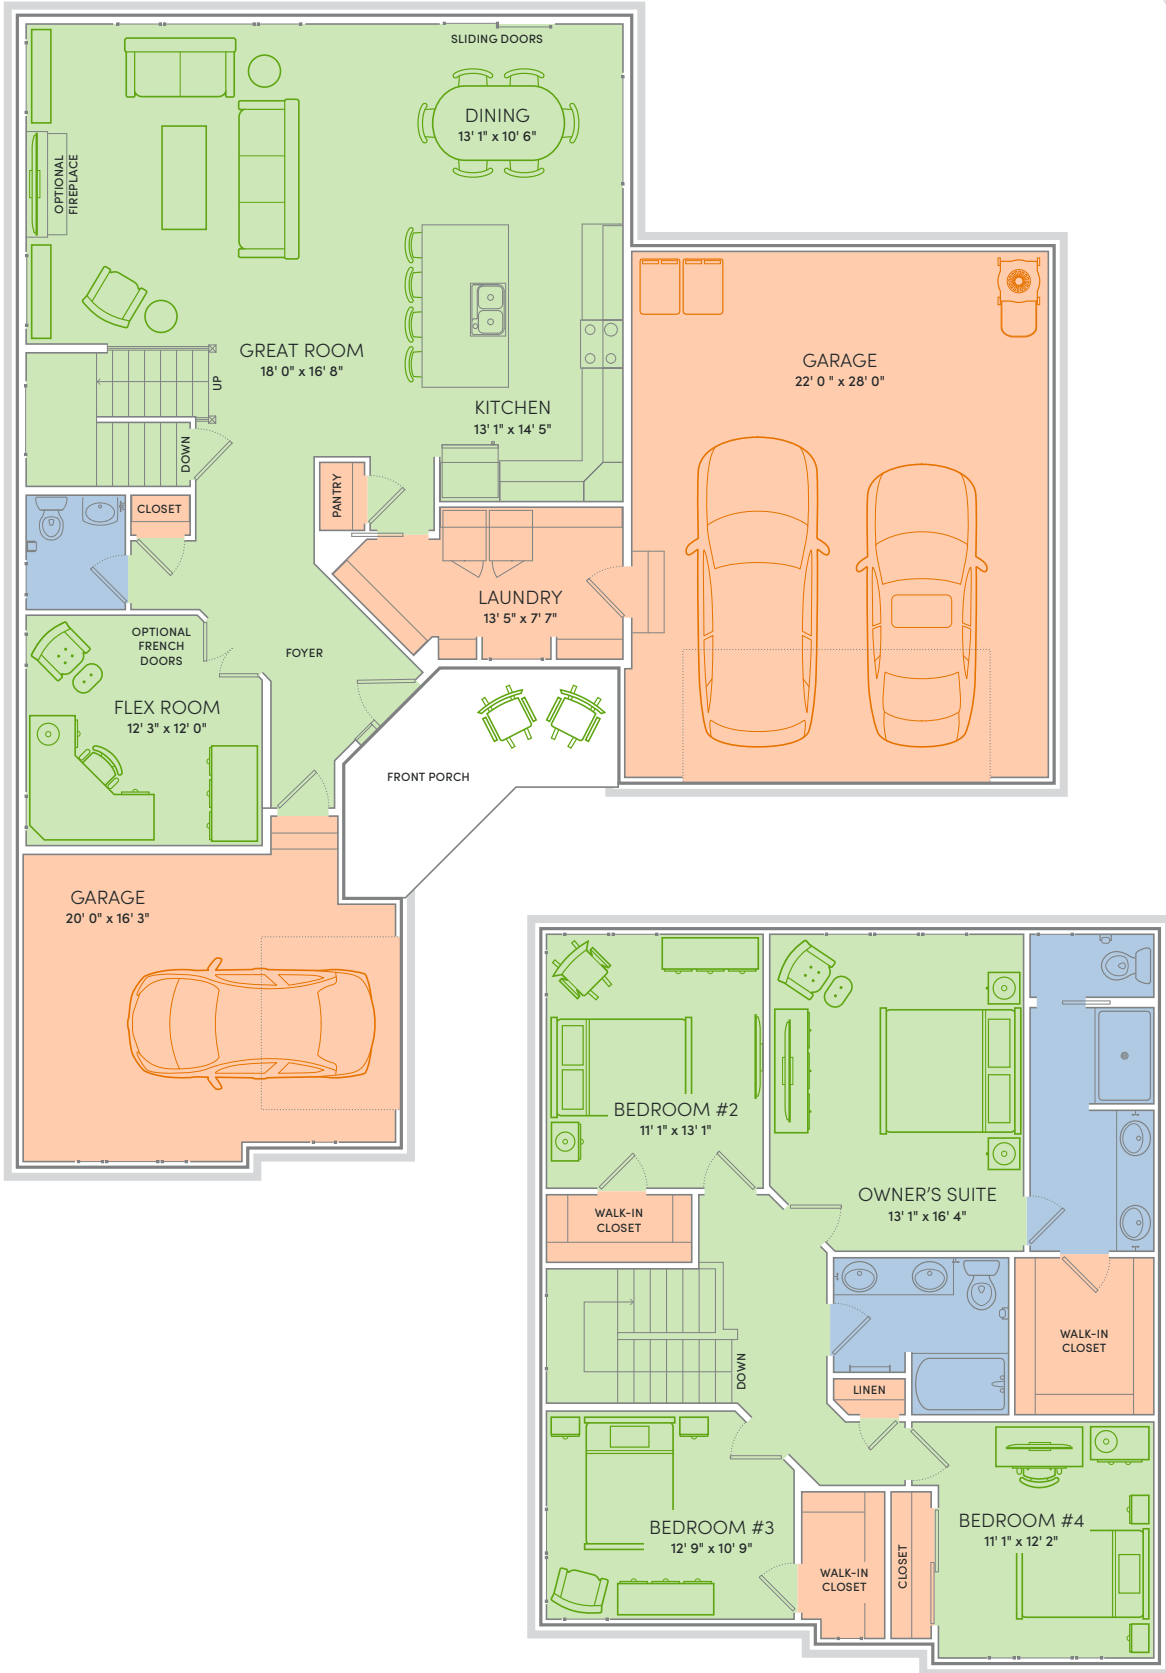 SLIDING DOORS
DINING
13' 1" x 10' 6"
OPTIONAL
FIREPLACE
GREAT ROOM
18' 0" x 16' 8"
GARAGE
22' 0 " x 28' 0"
UP
KITCHEN
13' 1" x 14' 5"
DOWN
PANTRY
CLOSET
LAUNDRY
13' 5" x 7' 7"
OPTIONAL
FRENCH
DOORS
FOYER
FLEX ROOM
12' 3" x 12' 0"
FRONT PORCH
GARAGE
20' 0" x 16' 3"
BEDROOM #2
11' 1" x 13' 1"
OWNER’S SUITE
13' 1" x 16' 4"
WALK-IN
CLOSET
WALK-IN
CLOSET
DOWN
LINEN
BEDROOM #3
12' 9" x 10' 9"
BEDROOM #4
11' 1" x 12' 2"
WALK-IN
CLOSET
CLOSET